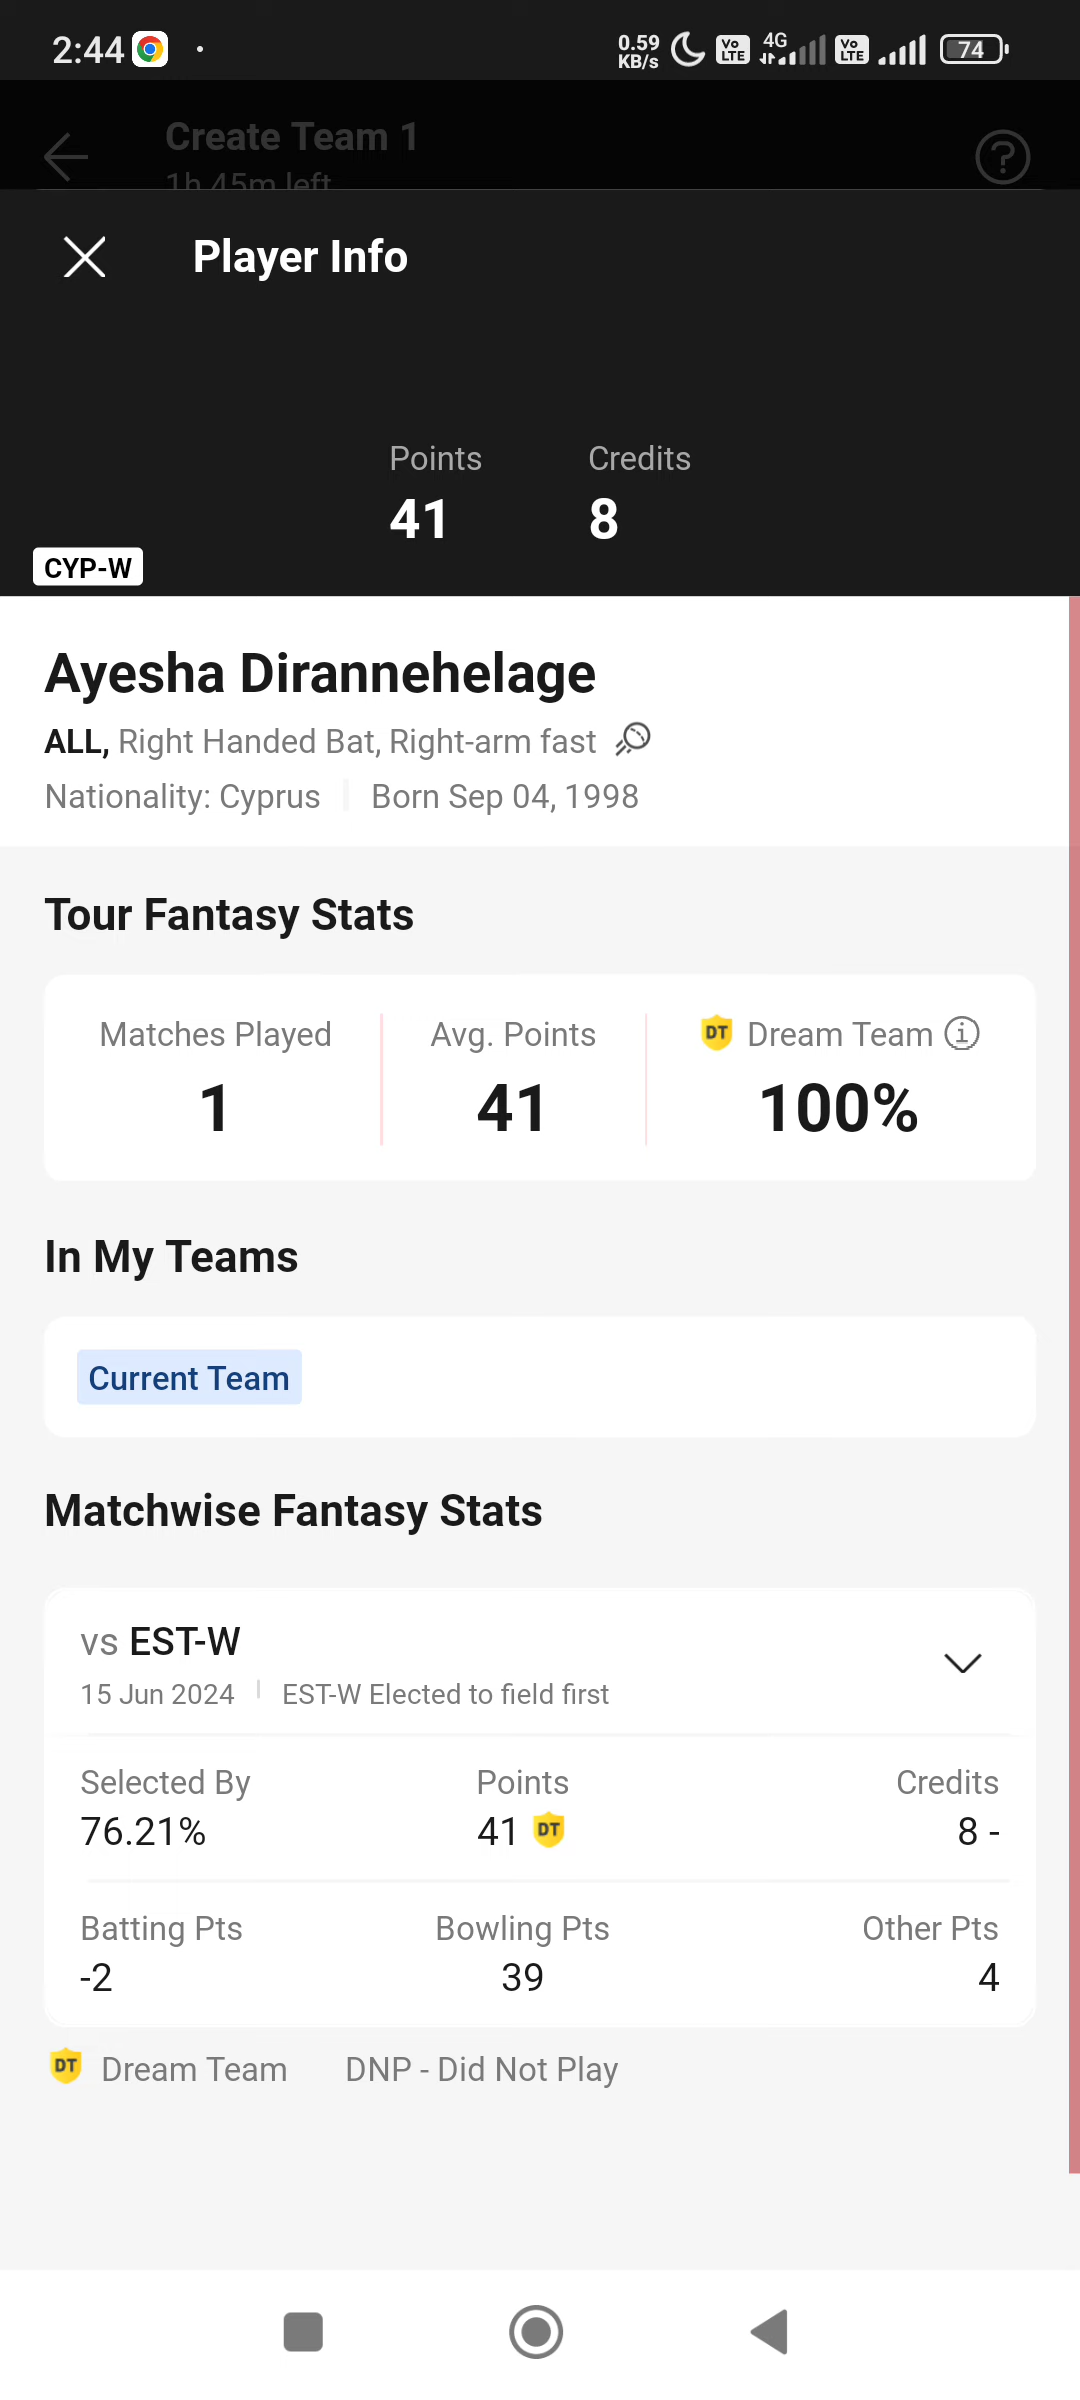 2:44
0.59 KB/s
Vo LTE
4G
Vo LTE
74
Create Team 1
1h 45m left
Player Info
Points
Credits
41
8
CYP-W
Ayesha Dirannehelage
ALL, Right Handed Bat, Right-arm fast
Nationality: Cyprus
Born Sep 04, 1998
Tour Fantasy Stats
Matches Played
Avg. Points
DT Dream Team
1
41
100%
In My Teams
Current Team
Matchwise Fantasy Stats
vs EST-W
15 Jun 2024
EST-W Elected to field first
Selected By
Points
Credits
76.21%
41 DT
8 -
Batting Pts
Bowling Pts
Other Pts
-2
39
4
DT Dream Team
DNP - Did Not Play